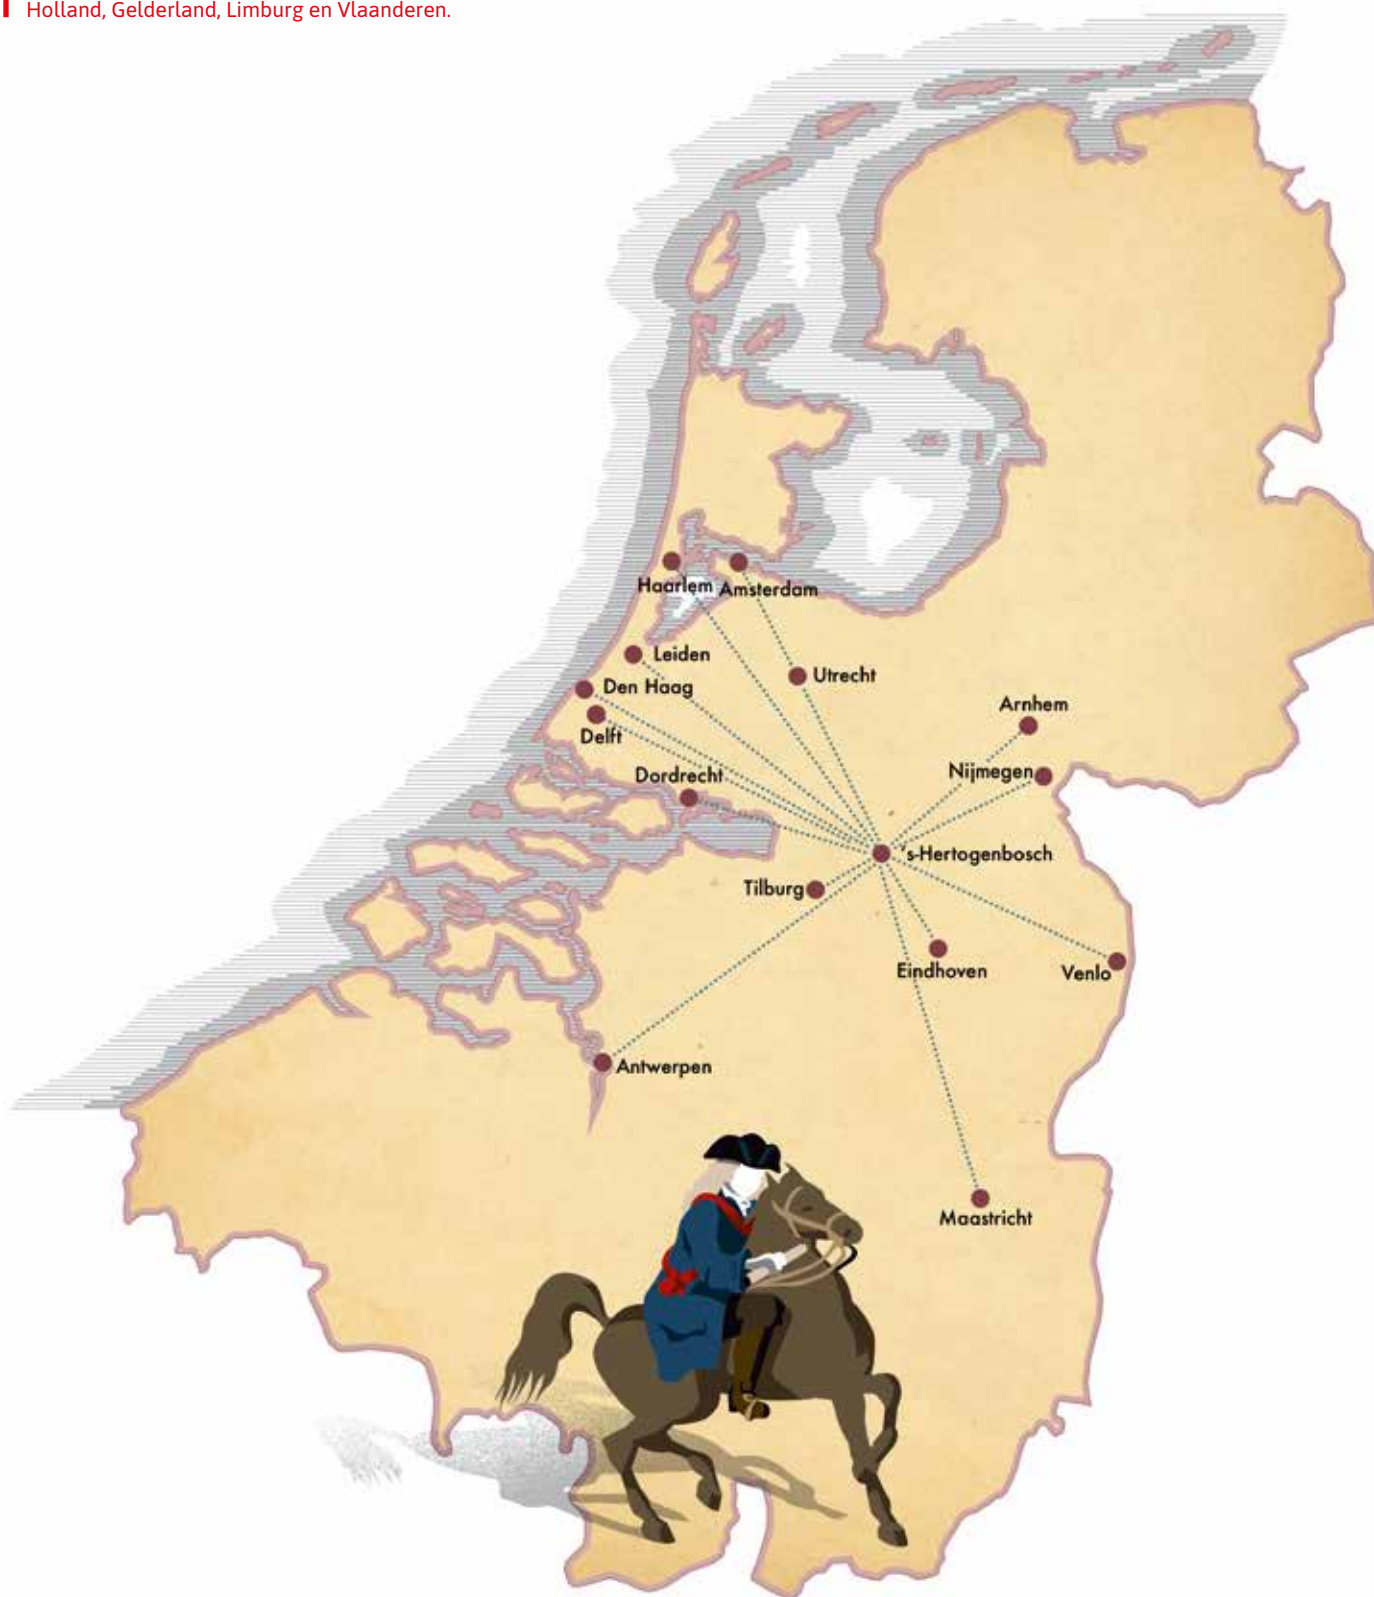 Holland, Gelderland, Limburg en Vlaanderen.
Haarlem
Amsterdam
Leiden
Utrecht
Den Haag
Arnhem
Delft
Nijmegen
Dordrecht
's-Hertogenbosch
Tilburg
Eindhoven
Venlo
Antwerpen
Maastricht